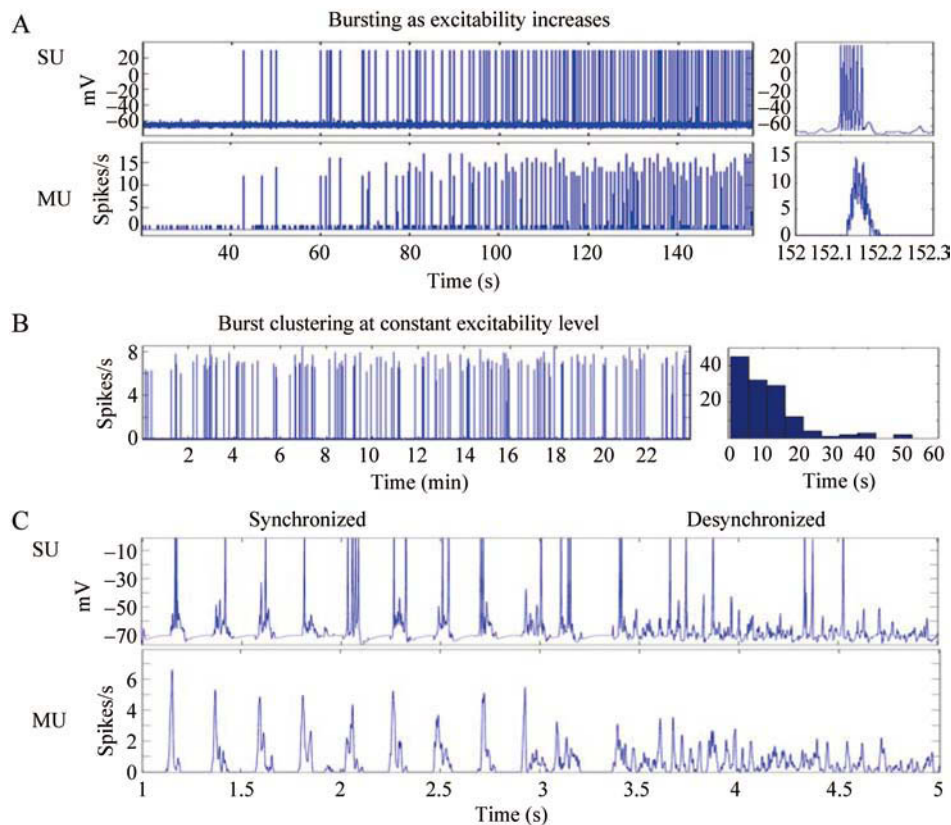 A
Bursting as excitability increases
SU
mV
20
0
−20
−40
−60
20
0
−20
−40
−60
MU
Spikes/s
15
10
5
0
15
10
5
0
40 60 80 100 120 140
Time (s)
152 152.1 152.2 152.3
B
Burst clustering at constant excitability level
Spikes/s
8
4
0
2 4 6 8 10 12 14 16 18 20 22
Time (min)
40
20
0 10 20 30 40 50 60
Time (s)
C
Synchronized Desynchronized
SU
mV
−10
−30
−50
−70
MU
Spikes/s
6
4
2
0
1 1.5 2 2.5 3 3.5 4 4.5 5
Time (s)